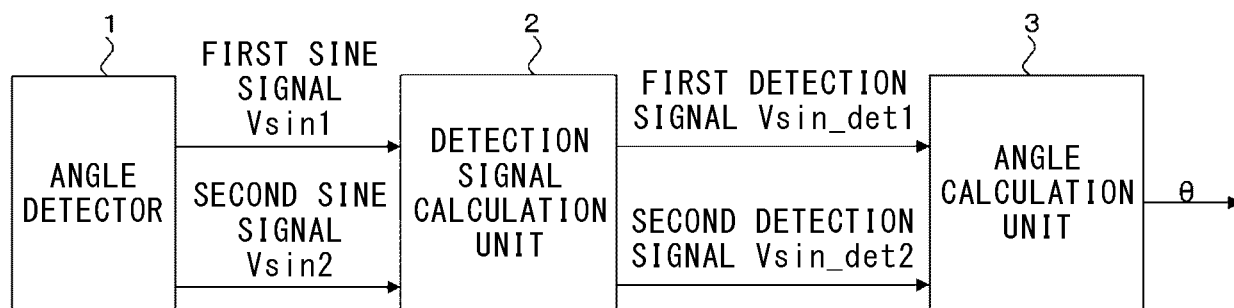 1
2
3
FIRST SINE
SIGNAL
Vsin1
FIRST DETECTION
SIGNAL Vsin_det1
ANGLE
DETECTOR
DETECTION
SIGNAL
CALCULATION
UNIT
ANGLE
CALCULATION
UNIT
θ
SECOND SINE
SIGNAL
Vsin2
SECOND DETECTION
SIGNAL Vsin_det2